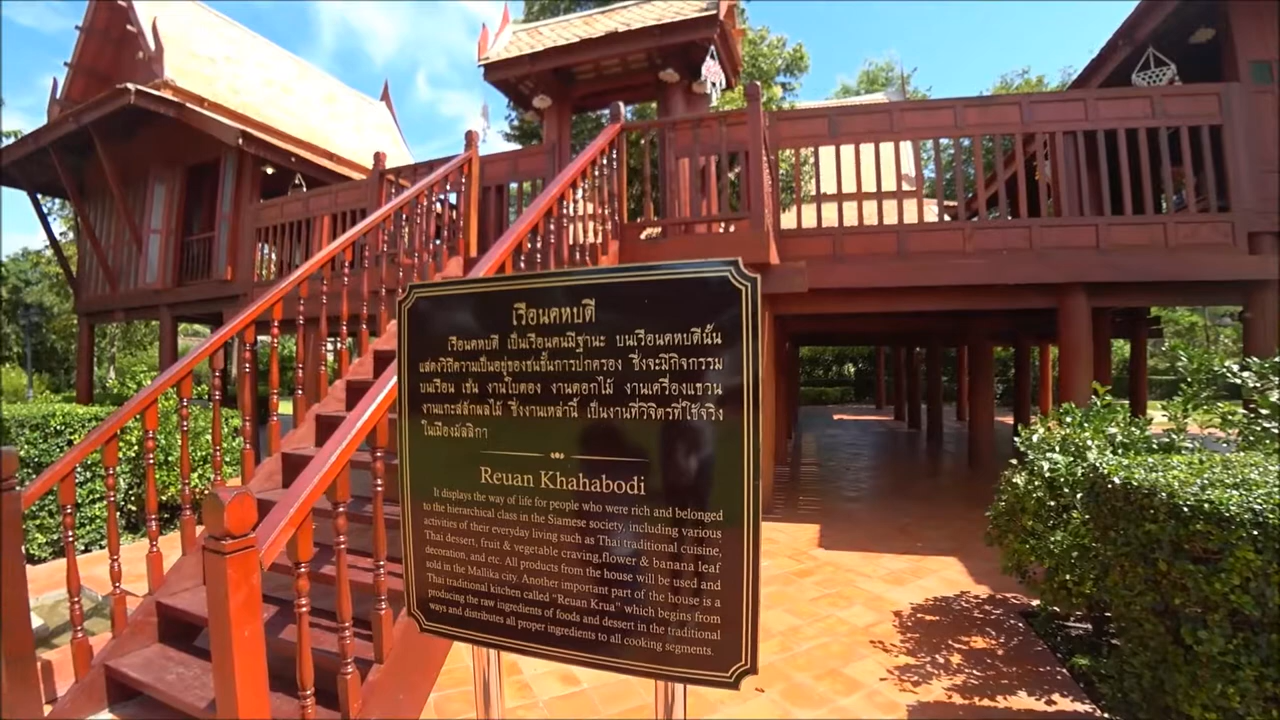 เรือนคหบดี
เรือนคหบดี เป็นเรือนคนมีฐานะ บนเรือนคหบดีนั้น
แสดงวิถีความเป็นอยู่ของชนชั้นการปกครอง ซึ่งจะมีกิจกรรม
บนเรือน เช่น งานใบตอง งานดอกไม้ งานเครื่องแขวน
งานแกะสลักผลไม้ ซึ่งงานเหล่านี้ เป็นงานที่วิจิตรที่ใช้จริง
ในเมืองมัลลิกา
Reuan Khahabodi
It displays the way of life for people who were rich and belonged
to the hierarchical class in the Siamese society, including various
activities of their everyday living such as Thai traditional cuisine,
Thai dessert, fruit & vegetable craving,flower & banana leaf
decoration, and etc. All products from the house will be used and
sold in the Mallika city. Another important part of the house is a
Thai traditional kitchen called "Reuan Krua" which begins from
producing the raw ingredients of foods and dessert in the traditional
ways and distributes all proper ingredients to all cooking segments.